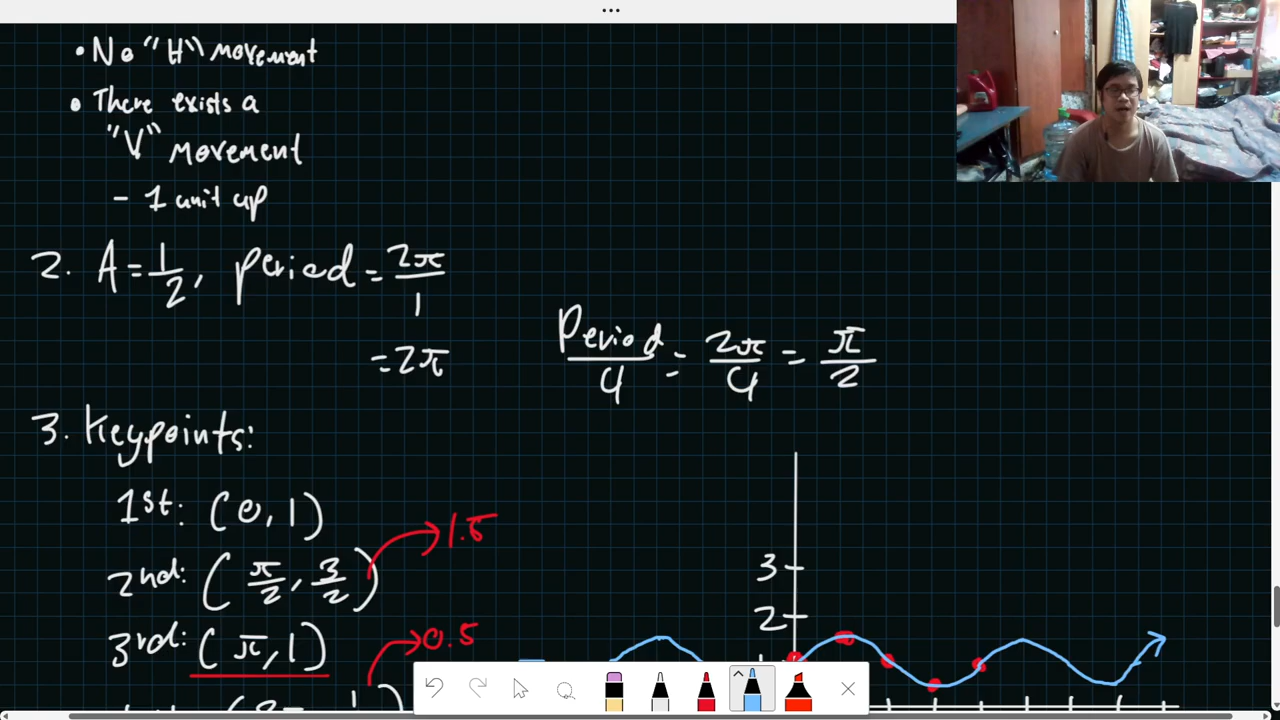 • No "H" movement
• There exists a
"V" movement
- 1 unit up
2. A = 1/2, period = 2π/1
= 2π
Period/4 = 2π/4 = π/2
3. Keypoints:
1st: (0, 1)
2nd: (π/2, 3/2) → 1.5
3rd: (π, 1)
→ 0.5
3
2